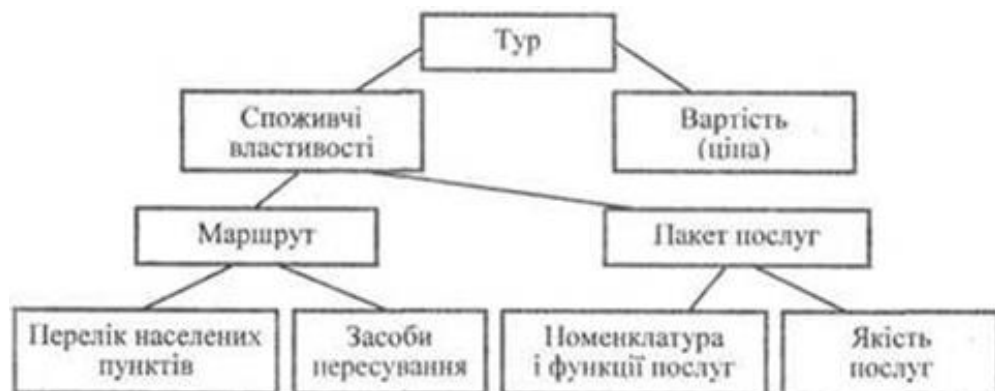 Тур
Споживчі
властивості
Вартість
(ціна)
Маршрут
Пакет послуг
Перелік населених
пунктів
Засоби
пересування
Номенклатура
і функції послуг
Якість
послуг